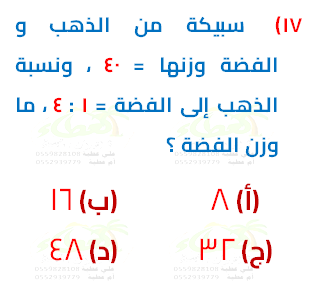 ١٧) سبيكة من الذهب و
الفضة وزنها = ٤٠ ، ونسبة
الذهب إلى الفضة = ١ : ٤ ، ما
وزن الفضة ؟
(أ) ٨ (ب) ١٦
(ج) ٣٢ (د) ٤٨